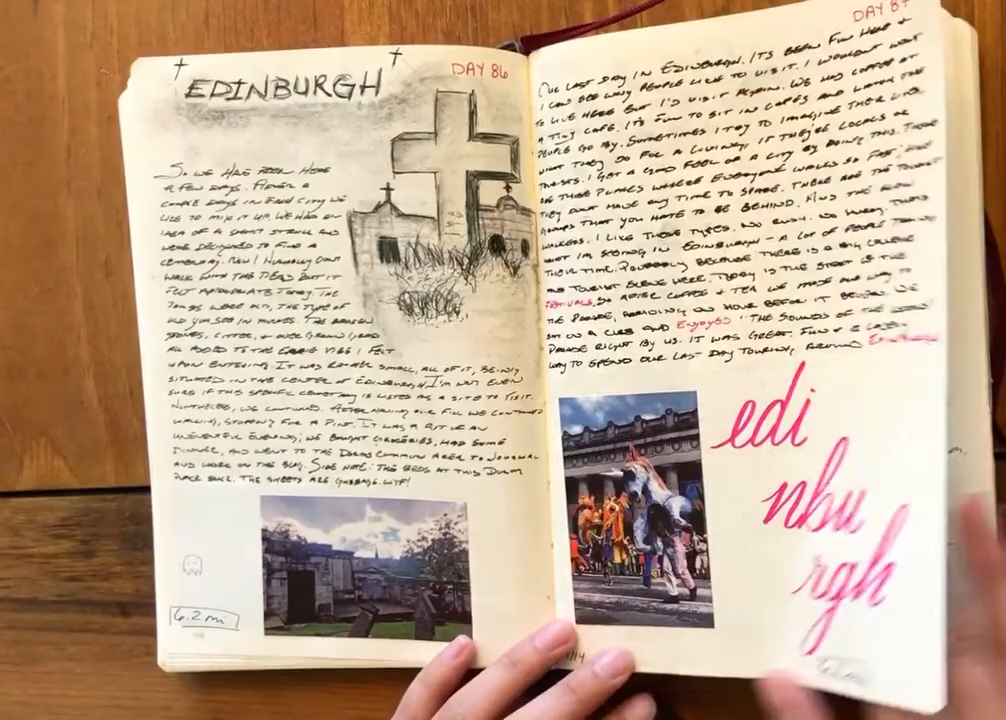 EDINBURGH
DAY 86
SO WE HAVE BEEN HERE
A FEW DAYS. AFTER A
COUPLE DAYS IN EACH CITY WE
LIKE TO MIX IT UP. WE HAD AN
IDEA OF A GHOST STROLL AND
WERE DETERMINED TO FIND A
CEMETARY. NOW I NORMALLY DON'T
WALK WITH THE DEAD BUT IT
FELT APPROPRIATE TODAY. THE
TOMBS WERE OLD, THE TYPE OF
OLD YOU SEE IN MOVIES. THE BROKEN
STONES, LITTER, + OVERGROWN
ALL ADDED TO THE EERIE VIBE I FELT
UPON ENTERING. IT WAS RATHER SMALL, ALL OF IT, BEING
SITUATED IN THE CENTER OF EDINBURGH. I'M NOT EVEN
SURE IF THIS SPECIFIC CEMETARY IS LISTED AS A SITE TO VISIT.
WE CONTINUED. AFTER HAVING OUR FILL WE CONTINUED
WALKING, STOPPING FOR A PINT. IT WAS A BIT OF AN
UNEVENTFUL EVENING; WE BOUGHT GROCERIES, HAD SOME
DINNER, AND WENT TO THE DORMS COMMON AREA TO JOURNAL
AND WORK ON THE BLOG. SIDE NOTE: THE BEDS AT THIS DORM
PLACE SUCK. THE SHEETS ARE GARBAGE. WTF!
6.2 mi
DAY 87
OUR LAST DAY IN EDINBURGH. IT'S BEEN FUN HERE +
I CAN SEE WHY PEOPLE LIKE TO VISIT. I WOULDN'T WANT
TO LIVE HERE BUT I'D VISIT AGAIN. WE HAD COFFEE AT
A TINY CAFE. IT'S FUN TO SIT IN CAFES AND WATCH THE
PEOPLE GO BY. SOMETIMES I TRY TO IMAGINE THEIR LIVES
WHAT THEY DO FOR A LIVING, IF THEY'RE LOCALS OR
TOURISTS. I GET A GOOD FEEL OF A CITY BY DOING THIS. THERE
ARE THOSE PLACES WHERE EVERYONE WALKS SO FAST, LIKE
THEY DON'T HAVE ANY TIME TO SPARE. THERE ARE THE TOURIST
GROUPS THAT YOU HATE TO BE BEHIND. AND THE SLOW
WALKERS. I LIKE THESE TYPES. NO RUSH. NO HURRY. THAT'S
WHAT I'M SEEING IN EDINBURGH - A LOT OF PEOPLE TAKING
THEIR TIME. PROBABLY BECAUSE THERE IS A BIG COLLEGE
AND TOURIST SCENE HERE. TODAY IS THE START OF THE
FESTIVALS, SO AFTER COFFEE + TEA WE MADE OUR WAY TO
THE PARADE, ARRIVING AN HOUR BEFORE IT BEGAN. WE
SAT ON A CURB AND ENJOYED THE SOUNDS OF THE
PARADE RIGHT BY US. IT WAS GREAT. FUN + A LOVELY
WAY TO SPEND OUR LAST DAY TOURING AROUND EDINBURGH
edi
nbu
rgh